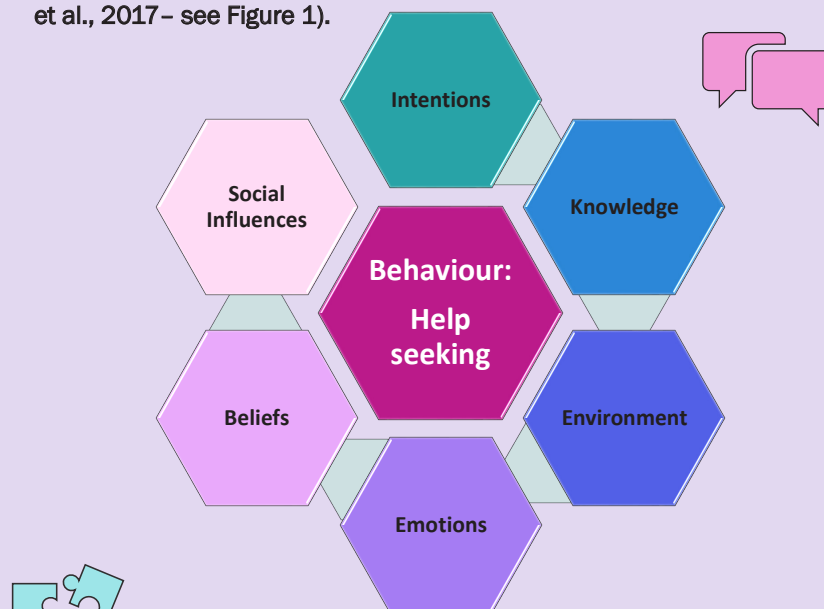 et al., 2017– see Figure 1).
Intentions
Knowledge
Social
Influences
Behaviour:
Help
seeking
Beliefs
Environment
Emotions